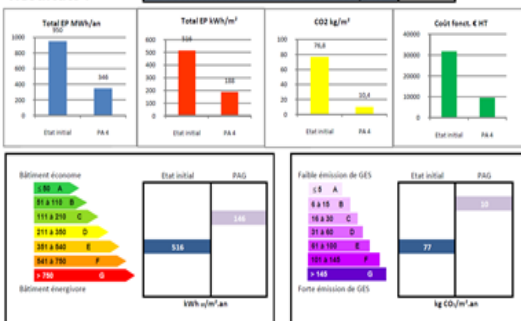 Total EP MWh/an
950
1000
800
600
400
200
0
346
Etat initial
PA 4
Total EP kWh/m²
516
600
500
400
300
200
100
0
188
Etat initial
PA 4
CO2 kg/m²
76,8
100
80
60
40
20
0
10,4
Etat initial
PA 4
Coût fonct. € HT
40000
30000
20000
10000
0
Etat initial
PA 4
Bâtiment économe
≤ 50 A
51 à 110 B
111 à 210 C
211 à 350 D
351 à 540 E
541 à 750 F
> 750 G
Bâtiment énergivore
Etat initial
PAG
146
516
kWh EP/m².an
Faible émission de GES
≤ 5 A
6 à 15 B
16 à 30 C
31 à 60 D
61 à 100 E
101 à 145 F
> 145 G
Forte émission de GES
Etat initial
PAG
10
77
kg CO₂/m².an